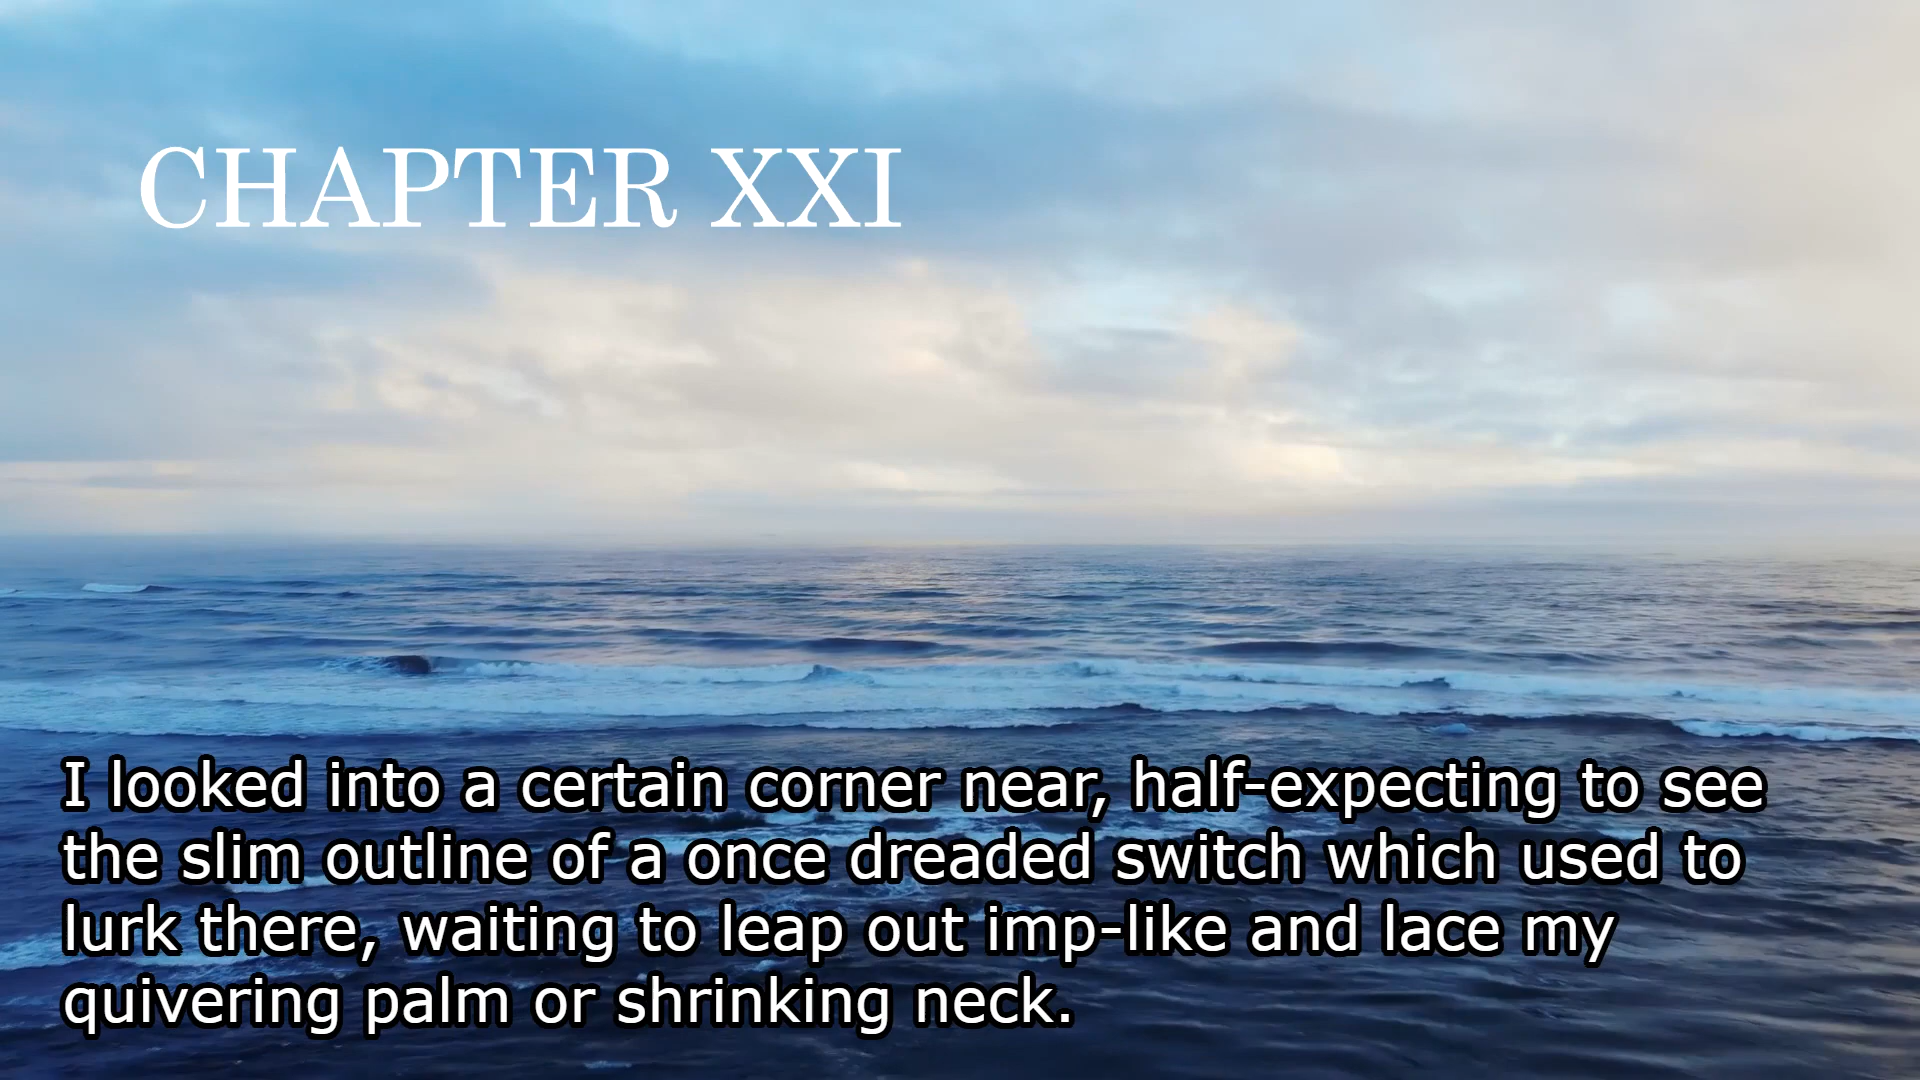 CHAPTER XXI
I looked into a certain corner near, half-expecting to see
the slim outline of a once dreaded switch which used to
lurk there, waiting to leap out imp-like and lace my
quivering palm or shrinking neck.